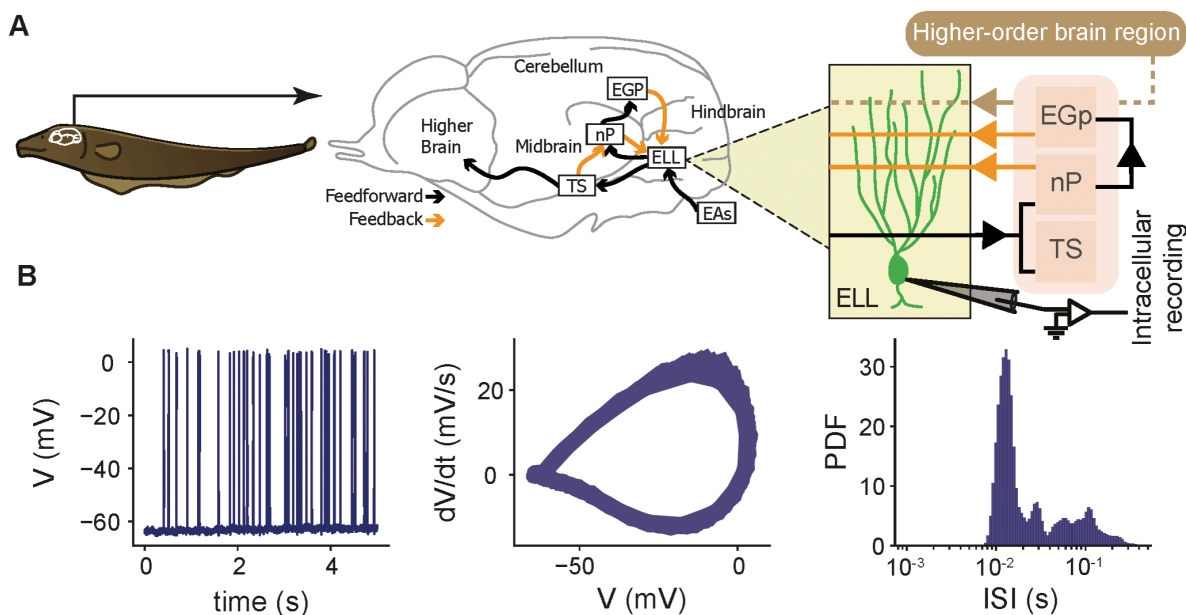 A
Higher-order brain region
Cerebellum
EGP
Hindbrain
Higher
Brain
Midbrain
nP
ELL
TS
EAs
Feedforward
Feedback
EGp
nP
TS
ELL
Intracellular
recording
B
0
−20
−40
−60
V (mV)
0
2
4
time (s)
20
0
dV/dt (mV/s)
−50
0
V (mV)
30
20
10
0
PDF
10-3
10-2
10-1
ISI (s)